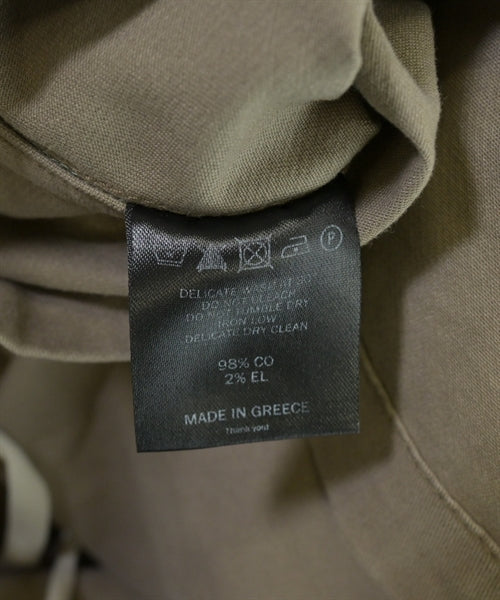 P
DELICATE WASH AT 30
DO NOT BLEACH
DO NOT TUMBLE DRY
IRON LOW
DELICATE DRY CLEAN
98% CO
2% EL
MADE IN GREECE
Thank you!